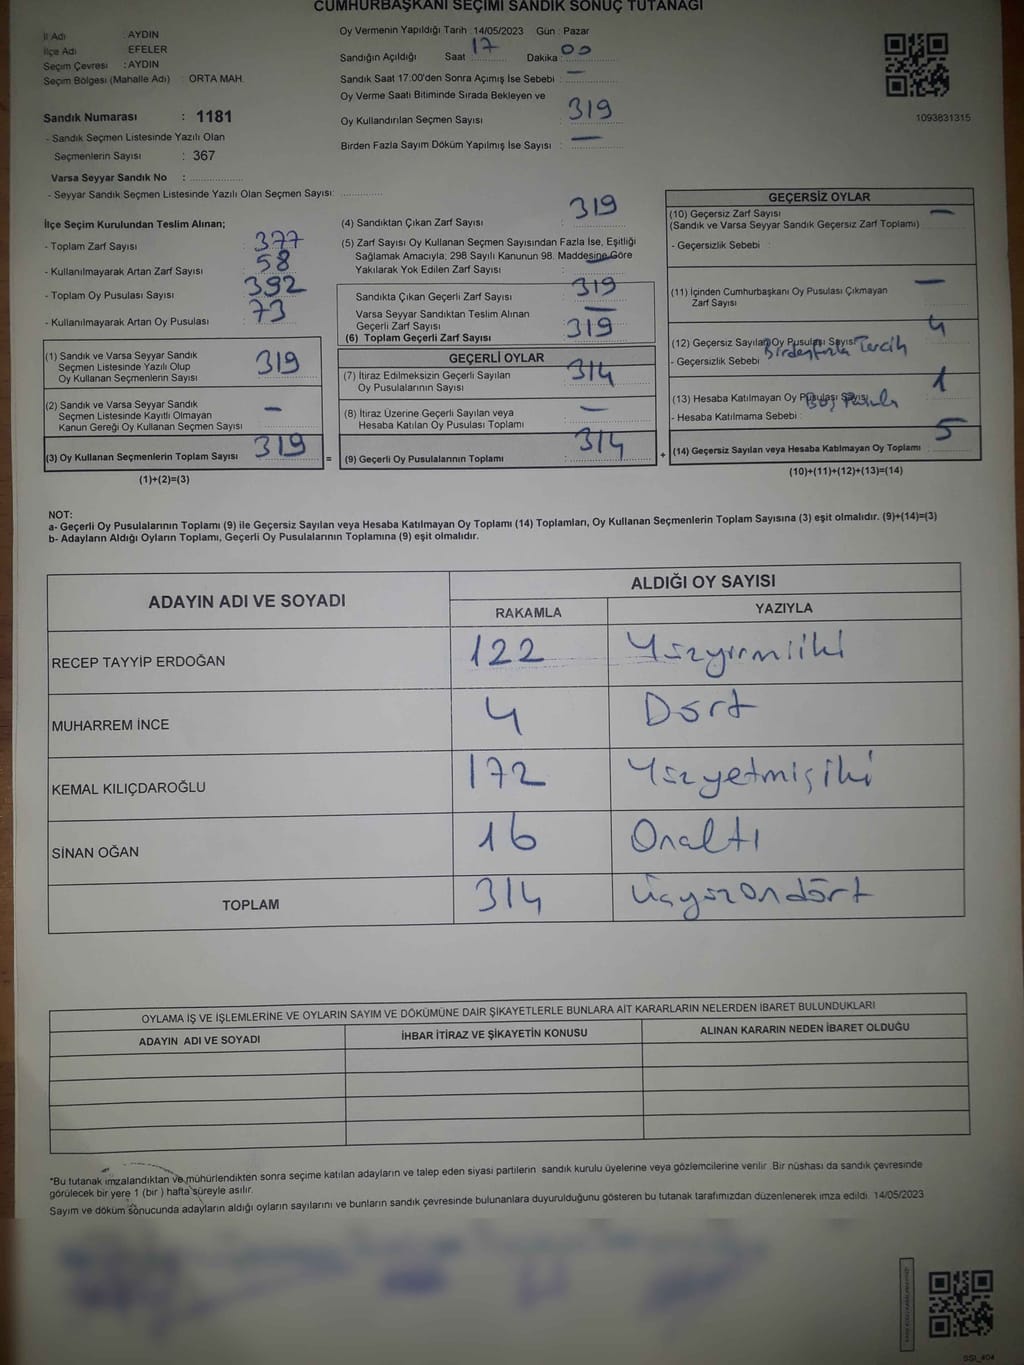 CUMHURBAŞKANI SEÇİMİ SANDIK SONUÇ TUTANAĞI
İl Adı : AYDIN
İlçe Adı : EFELER
Seçim Çevresi : AYDIN
Seçim Bölgesi (Mahalle Adı) : ORTA MAH.
Sandık Numarası : 1181
- Sandık Seçmen Listesinde Yazılı Olan
Seçmenlerin Sayısı : 367
Varsa Seyyar Sandık No :
- Seyyar Sandık Seçmen Listesinde Yazılı Olan Seçmen Sayısı:
Oy Vermenin Yapıldığı Tarih : 14/05/2023 Gün : Pazar
Sandığın Açıldığı Saat 17 Dakika : 00
Sandık Saat 17:00'den Sonra Açımış İse Sebebi : —
Oy Verme Saati Bitiminde Sırada Bekleyen ve
Oy Kullandırılan Seçmen Sayısı : 319
Birden Fazla Sayım Döküm Yapılmış İse Sayısı : —
1093831315
İlçe Seçim Kurulundan Teslim Alınan;
- Toplam Zarf Sayısı : 377
- Kullanılmayarak Artan Zarf Sayısı : 58
- Toplam Oy Pusulası Sayısı : 392
- Kullanılmayarak Artan Oy Pusulası : 73
(1) Sandık ve Varsa Seyyar Sandık
Seçmen Listesinde Yazılı Olup
Oy Kullanan Seçmenlerin Sayısı : 319
(2) Sandık ve Varsa Seyyar Sandık
Seçmen Listesinde Kayıtlı Olmayan
Kanun Gereği Oy Kullanan Seçmen Sayısı : —
(3) Oy Kullanan Seçmenlerin Toplam Sayısı : 319 =
(1)+(2)=(3)
(4) Sandıktan Çıkan Zarf Sayısı : 319
(5) Zarf Sayısı Oy Kullanan Seçmen Sayısından Fazla İse, Eşitliği
Sağlamak Amacıyla; 298 Sayılı Kanunun 98. Maddesine Göre
Yakılarak Yok Edilen Zarf Sayısı : —
Sandıkta Çıkan Geçerli Zarf Sayısı : 319
Varsa Seyyar Sandıktan Teslim Alınan
Geçerli Zarf Sayısı : —
(6) Toplam Geçerli Zarf Sayısı : 319
GEÇERLİ OYLAR
(7) İtiraz Edilmeksizin Geçerli Sayılan
Oy Pusulalarının Sayısı : 314
(8) İtiraz Üzerine Geçerli Sayılan veya
Hesaba Katılan Oy Pusulası Toplamı : —
(9) Geçerli Oy Pusulalarının Toplamı : 314 +
GEÇERSİZ OYLAR
(10) Geçersiz Zarf Sayısı —
(Sandık ve Varsa Seyyar Sandık Geçersiz Zarf Toplamı)
- Geçersizlik Sebebi :
(11) İçinden Cumhurbaşkanı Oy Pusulası Çıkmayan
Zarf Sayısı —
(12) Geçersiz Sayılan Oy Pusulası Sayısı 4
- Geçersizlik Sebebi : Birdenfazla Tercih
(13) Hesaba Katılmayan Oy Pusulası Sayısı 1
- Hesaba Katılmama Sebebi : Boş Pusula
(14) Geçersiz Sayılan veya Hesaba Katılmayan Oy Toplamı : 5
(10)+(11)+(12)+(13)=(14)
NOT:
a- Geçerli Oy Pusulalarının Toplamı (9) ile Geçersiz Sayılan veya Hesaba Katılmayan Oy Toplamı (14) Toplamları, Oy Kullanan Seçmenlerin Toplam Sayısına (3) eşit olmalıdır. (9)+(14)=(3)
b- Adayların Aldığı Oyların Toplamı, Geçerli Oy Pusulalarının Toplamına (9) eşit olmalıdır.
ADAYIN ADI VE SOYADI ALDIĞI OY SAYISI
RAKAMLA YAZIYLA
RECEP TAYYİP ERDOĞAN 122 Yüzyirmiiki
MUHARREM İNCE 4 Dört
KEMAL KILIÇDAROĞLU 172 Yüzyetmişiki
SİNAN OĞAN 16 Onaltı
TOPLAM 314 Üçyüzondört
OYLAMA İŞ VE İŞLEMLERİNE VE OYLARIN SAYIM VE DÖKÜMÜNE DAİR ŞİKAYETLERLE BUNLARA AİT KARARLARIN NELERDEN İBARET BULUNDUKLARI
ADAYIN ADI VE SOYADI İHBAR İTİRAZ VE ŞİKAYETİN KONUSU ALINAN KARARIN NEDEN İBARET OLDUĞU
*Bu tutanak imzalandıktan ve mühürlendikten sonra seçime katılan adayların ve talep eden siyasi partilerin sandık kurulu üyelerine veya gözlemcilerine verilir .Bir nüshası da sandık çevresinde
görülecek bir yere 1 (bir ) hafta süreyle asılır.
Sayım ve döküm sonucunda adayların aldığı oyların sayılarını ve bunların sandık çevresinde bulunanlara duyurulduğunu gösteren bu tutanak tarafımızdan düzenlenerek imza edildi. 14/05/2023
SSI_404